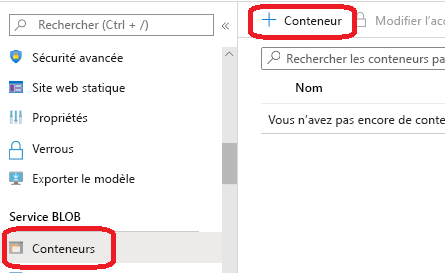 Rechercher (Ctrl + /)
«
Sécurité avancée
Site web statique
Propriétés
Verrous
Exporter le modèle
Service BLOB
Conteneurs
+ Conteneur
Modifier l'acc
Rechercher les conteneurs pa
Nom
Vous n'avez pas encore de conte